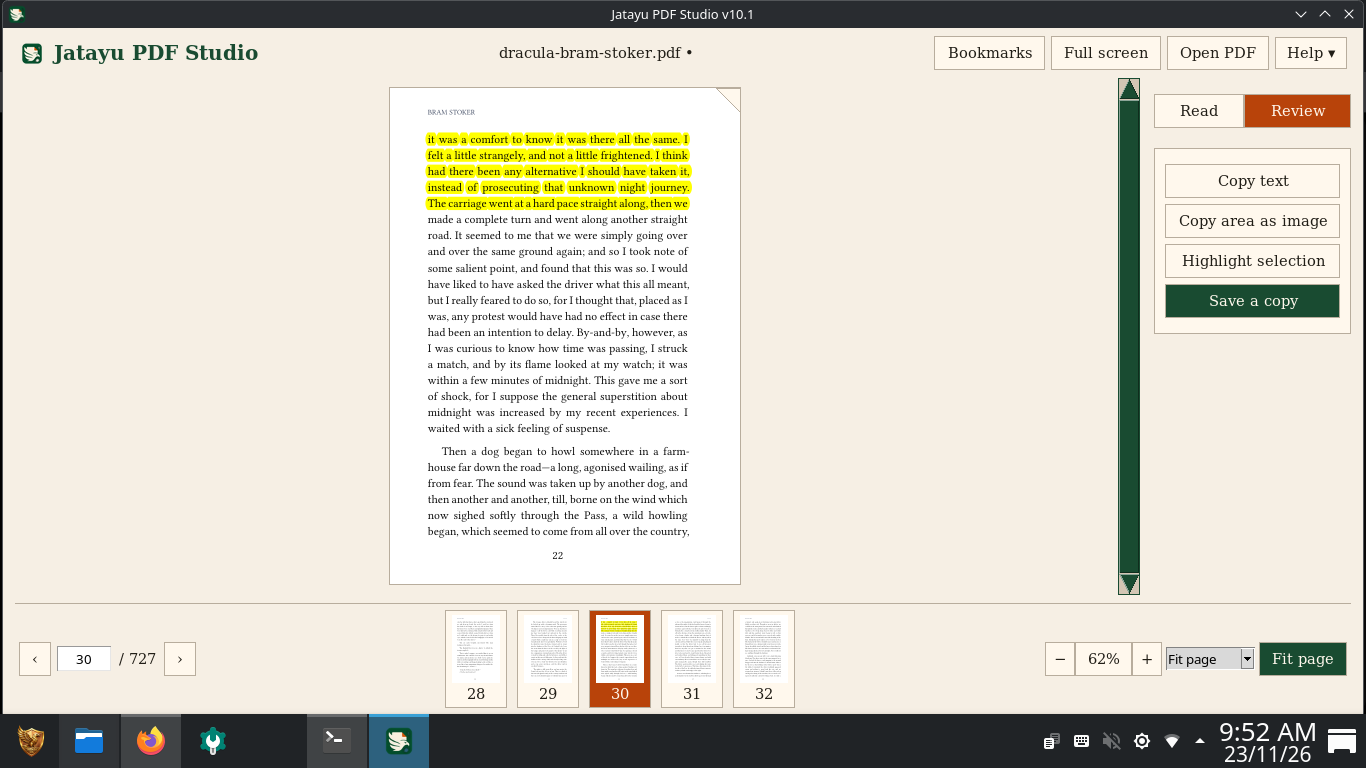 Jatayu PDF Studio v10.1
Jatayu PDF Studio
dracula-bram-stoker.pdf •
Bookmarks
Full screen
Open PDF
Help ▾
BRAM STOKER
it was a comfort to know it was there all the same. I
felt a little strangely, and not a little frightened. I think
had there been any alternative I should have taken it,
instead of prosecuting that unknown night journey.
The carriage went at a hard pace straight along, then we
made a complete turn and went along another straight
road. It seemed to me that we were simply going over
and over the same ground again; and so I took note of
some salient point, and found that this was so. I would
have liked to have asked the driver what this all meant,
but I really feared to do so, for I thought that, placed as I
was, any protest would have had no effect in case there
had been an intention to delay. By-and-by, however, as
I was curious to know how time was passing, I struck
a match, and by its flame looked at my watch; it was
within a few minutes of midnight. This gave me a sort
of shock, for I suppose the general superstition about
midnight was increased by my recent experiences. I
waited with a sick feeling of suspense.
Then a dog began to howl somewhere in a farm-
house far down the road—a long, agonised wailing, as if
from fear. The sound was taken up by another dog, and
then another and another, till, borne on the wind which
now sighed softly through the Pass, a wild howling
began, which seemed to come from all over the country,
22
Read
Review
Copy text
Copy area as image
Highlight selection
Save a copy
‹
30
/ 727
›
28
29
30
31
32
−
62%
+
Fit page
Fit page
9:52 AM
23/11/26